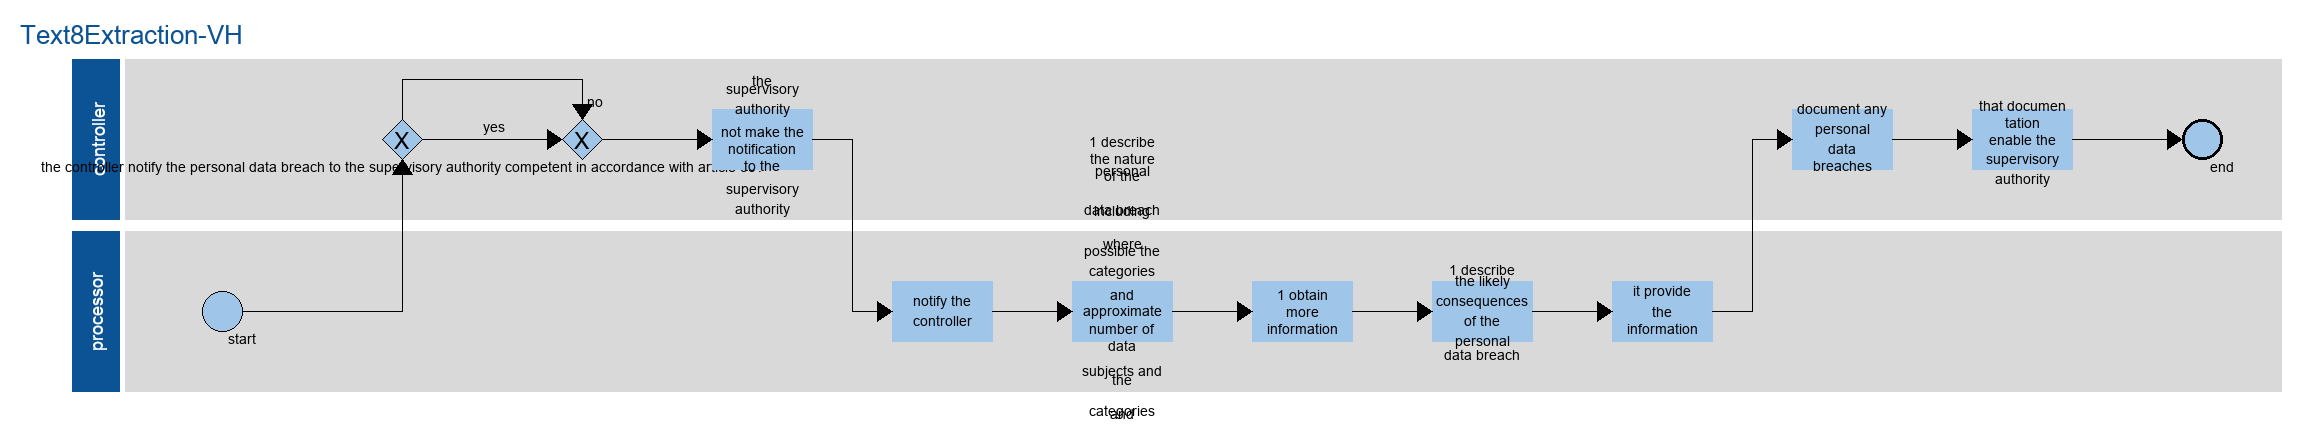 Text8Extraction-VH
controller
processor
start
X
the controller notify the personal data breach to the supervisory authority competent in accordance with article
yes
X
no
the
supervisory
authority
not make the
notification
to the
supervisory
authority
notify the
controller
1 describe
the nature
of the
personal
data breach
including
where
possible the
categories
and
approximate
number of
data
subjects and
the
categories
and
1 obtain
more
information
1 describe
the likely
consequences
of the
personal
data breach
it provide
the
information
document any
personal
data
breaches
that documen
tation
enable the
supervisory
authority
end